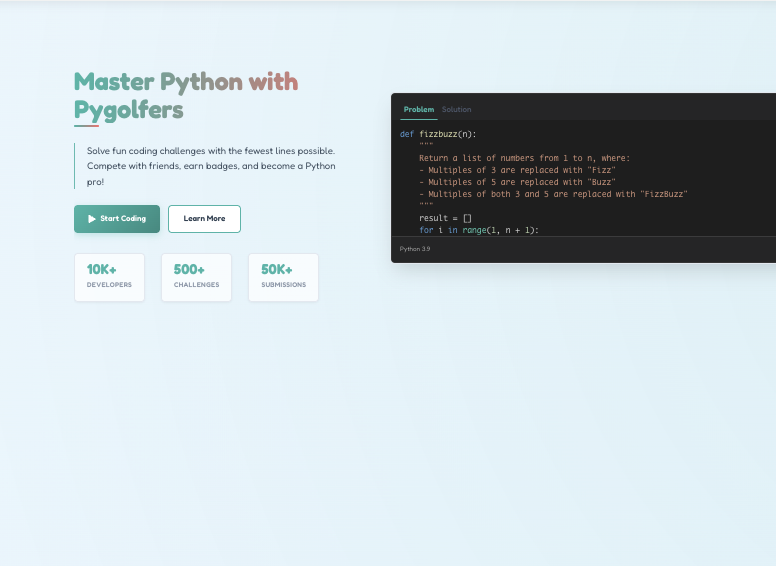 Master Python with
Pygolfers
Solve fun coding challenges with the fewest lines possible.
Compete with friends, earn badges, and become a Python
pro!
Start Coding
Learn More
10K+
DEVELOPERS
500+
CHALLENGES
50K+
SUBMISSIONS
Problem
Solution
def fizzbuzz(n):
"""
Return a list of numbers from 1 to n, where:
- Multiples of 3 are replaced with "Fizz"
- Multiples of 5 are replaced with "Buzz"
- Multiples of both 3 and 5 are replaced with "FizzBuzz"
"""
result = []
for i in range(1, n + 1):
Python 3.9